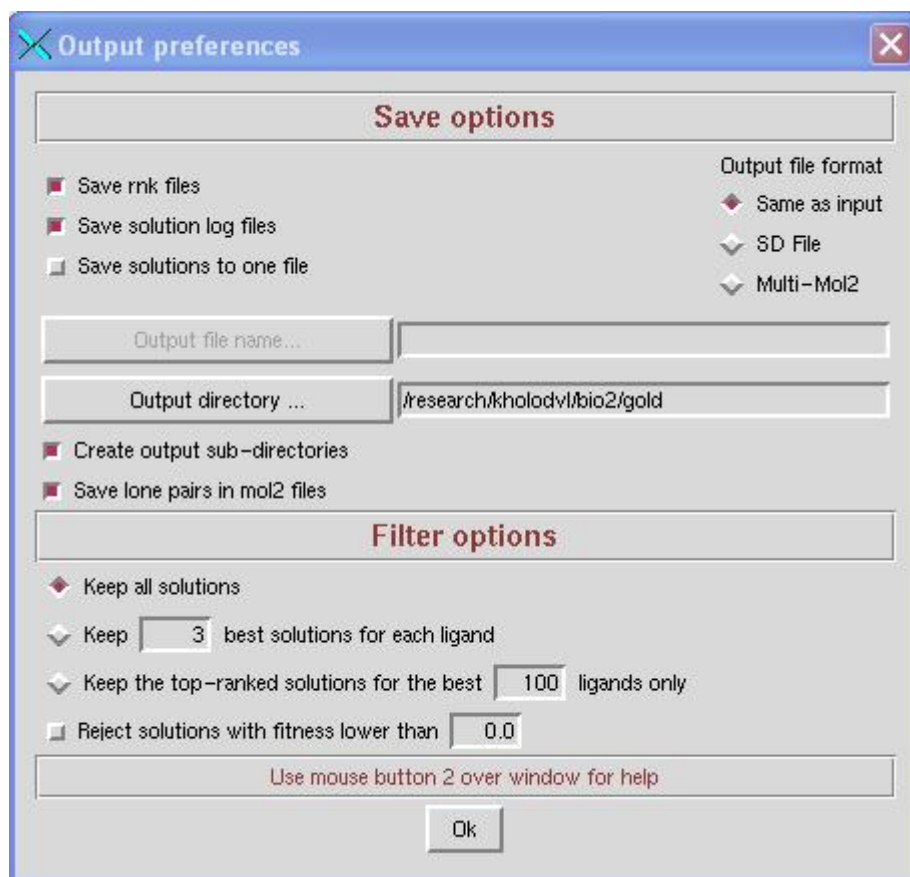 Output preferences
Save options
Save rnk files
Save solution log files
Save solutions to one file
Output file format
Same as input
SD File
Multi-Mol2
Output file name...
Output directory ... /research/kholodvl/bio2/gold
Create output sub-directories
Save lone pairs in mol2 files
Filter options
Keep all solutions
Keep 3 best solutions for each ligand
Keep the top-ranked solutions for the best 100 ligands only
Reject solutions with fitness lower than 0.0
Use mouse button 2 over window for help
Ok